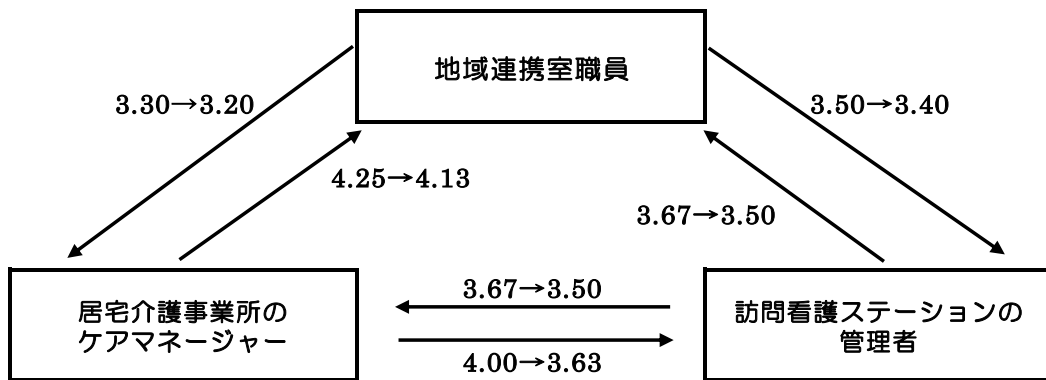 地域連携室職員
3.30→3.20
3.50→3.40
4.25→4.13
3.67→3.50
居宅介護事業所の
ケアマネージャー
3.67→3.50
4.00→3.63
訪問看護ステーションの
管理者